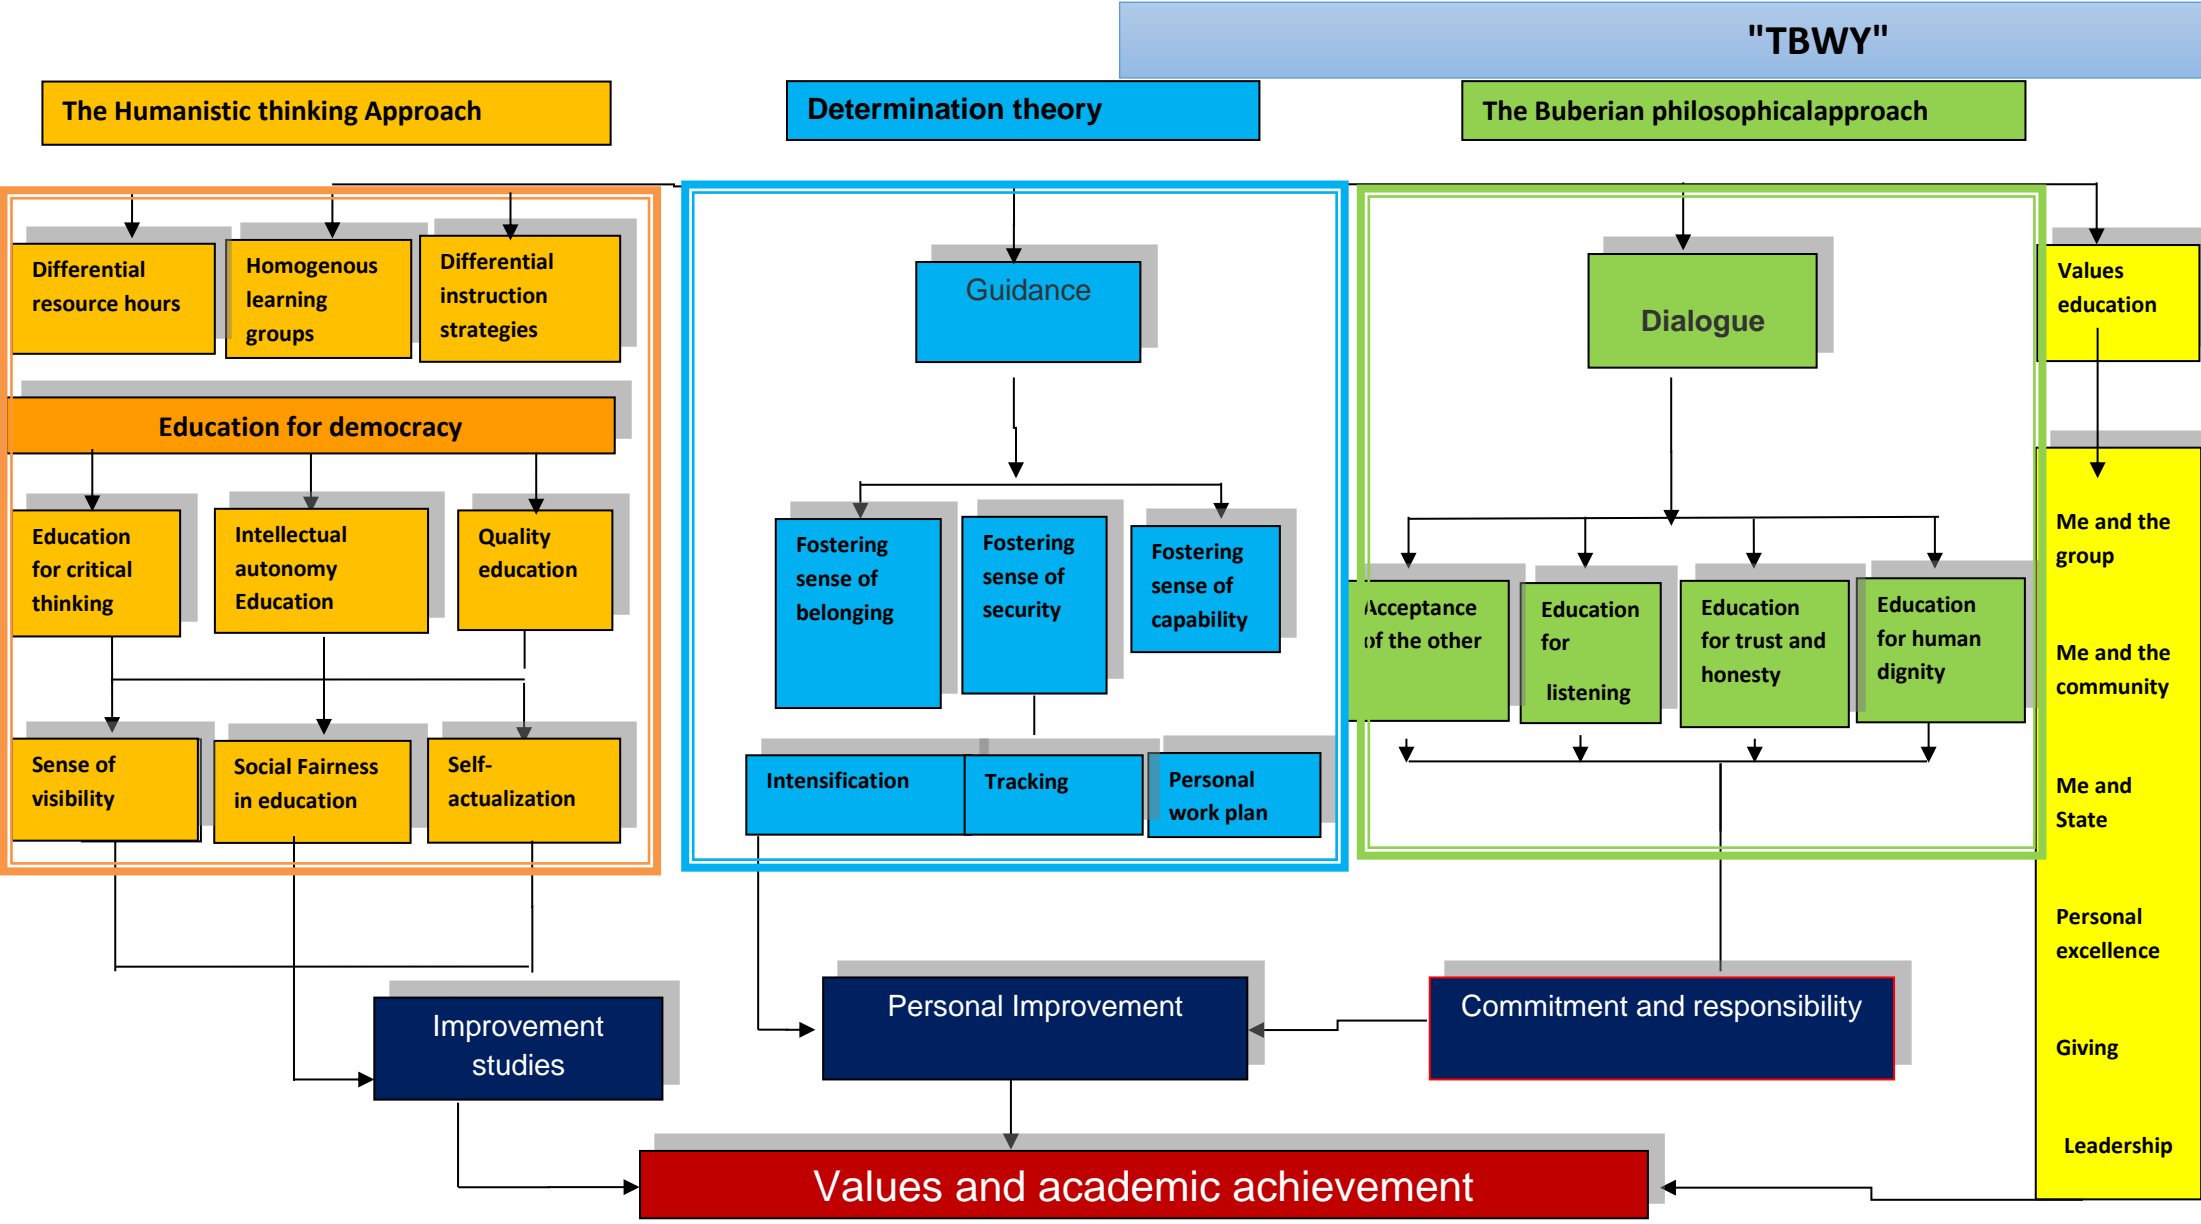 "TBWY"
The Humanistic thinking Approach
Determination theory
The Buberian philosophicalapproach
Differential
resource hours
Homogenous
learning
groups
Differential
instruction
strategies
Guidance
Dialogue
Values
education
Education for democracy
Education
for critical
thinking
Intellectual
autonomy
Education
Quality
education
Fostering
sense of
belonging
Fostering
sense of
security
Fostering
sense of
capability
Acceptance
of the other
Education
for
listening
Education
for trust and
honesty
Education
for human
dignity
Me and the
group
Me and the
community
Me and
State
Personal
excellence
Giving
Leadership
Sense of
visibility
Social Fairness
in education
Self-
actualization
Intensification
Tracking
Personal
work plan
Improvement
studies
Personal Improvement
Commitment and responsibility
Values and academic achievement